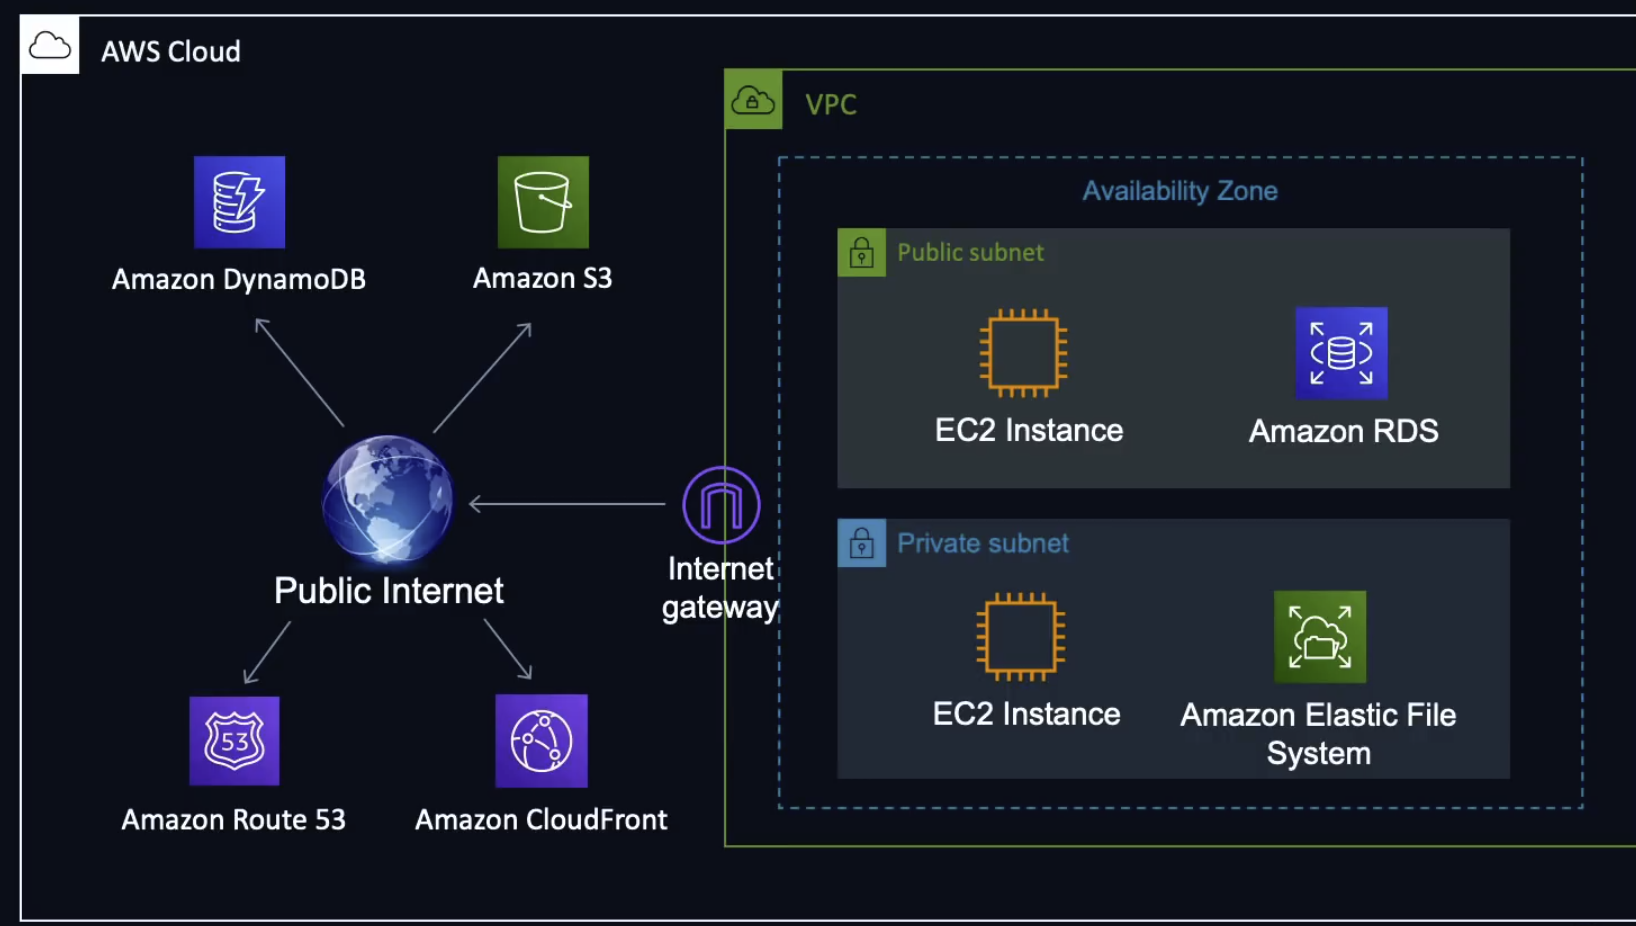 AWS Cloud
VPC
Availability Zone
Amazon DynamoDB
Amazon S3
Public subnet
EC2 Instance
Amazon RDS
Public Internet
Internet
gateway
Private subnet
EC2 Instance
Amazon Elastic File
System
53
Amazon Route 53
Amazon CloudFront